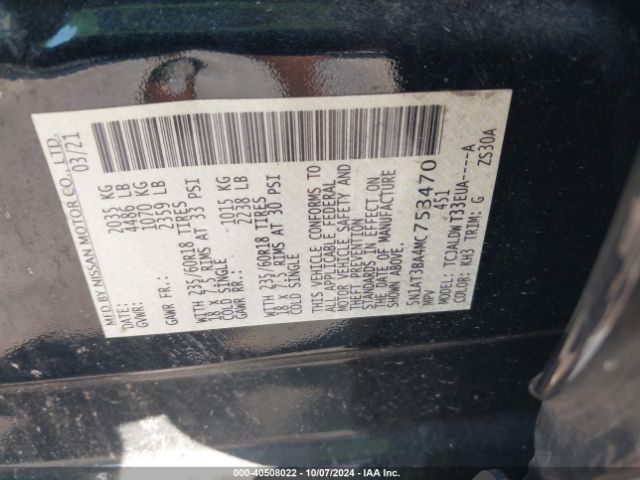 MFD BY NISSAN MOTOR CO., LTD.
DATE: 03/21
GVWR: 2035 KG
4486 LB
GAWR FR.: 1070 KG
2359 LB
WITH 235/60R18 TIRES
18 X 7.5 RIMS AT 33 PSI
COLD SINGLE
GAWR RR.: 1015 KG
2238 LB
WITH 235/60R18 TIRES
18 X 7.5 RIMS AT 30 PSI
COLD SINGLE
THIS VEHICLE CONFORMS TO
ALL APPLICABLE FEDERAL
MOTOR VEHICLE SAFETY AND
THEFT PREVENTION
STANDARDS IN EFFECT ON
THE DATE OF MANUFACTURE
SHOWN ABOVE.
5N1AT3BA4MC753470
MPV 451
MODEL: TCJALDW T33EUA-----A
COLOR: KH3 TRIM: G ZS30A
000-40508022 | 10/07/2024 | IAA Inc.